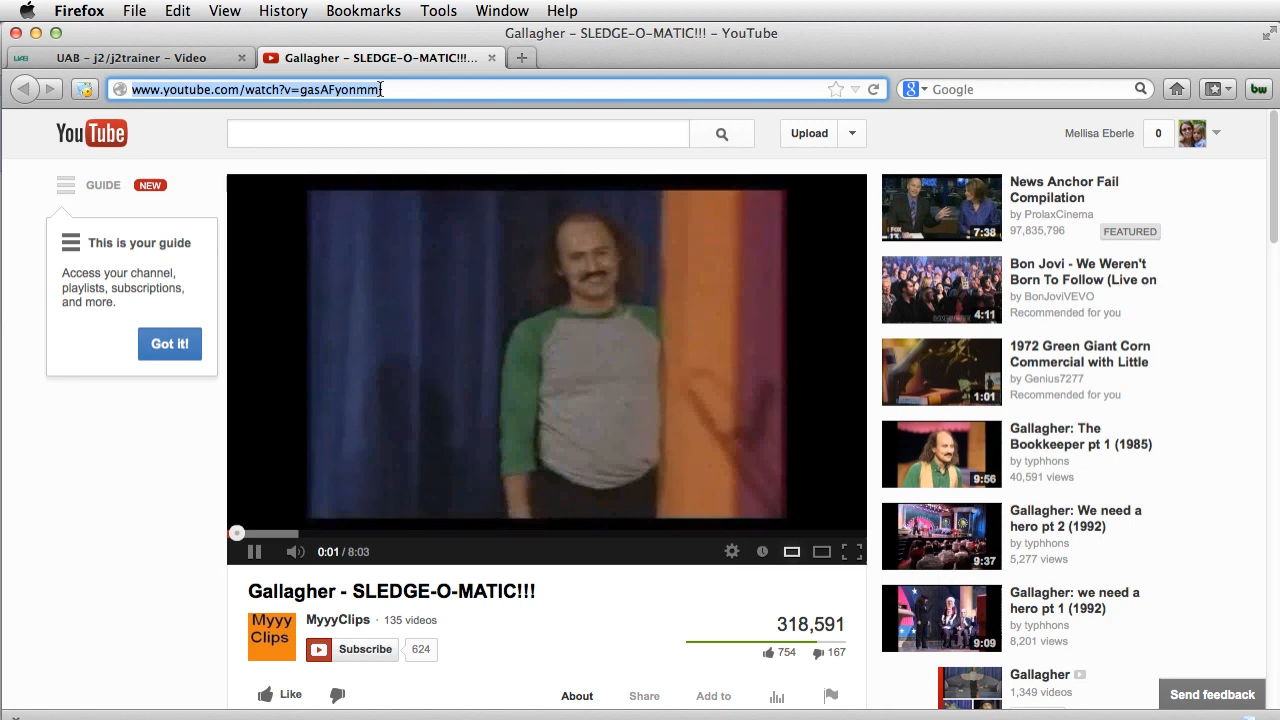 Firefox File Edit View History Bookmarks Tools Window Help
Gallagher - SLEDGE-O-MATIC!!! - YouTube
UAB UAB - j2/j2trainer - Video
Gallagher - SLEDGE-O-MATIC!!!...
www.youtube.com/watch?v=gasAFyonmmI
Google
bw
YouTube
Upload
Mellisa Eberle 0
GUIDE NEW
This is your guide
Access your channel,
playlists, subscriptions,
and more.
Got it!
0:01 / 8:03
Gallagher - SLEDGE-O-MATIC!!!
Myyy
Clips
MyyyClips · 135 videos
Subscribe 624
318,591
754 167
Like
About Share Add to
7:38
News Anchor Fail
Compilation
by ProlaxCinema
97,835,796 FEATURED
4:11
Bon Jovi - We Weren't
Born To Follow (Live on
by BonJoviVEVO
Recommended for you
1:01
1972 Green Giant Corn
Commercial with Little
by Genius7277
Recommended for you
9:56
Gallagher: The
Bookkeeper pt 1 (1985)
by typhhons
40,591 views
9:37
Gallagher: We need a
hero pt 2 (1992)
by typhhons
5,277 views
9:09
Gallagher: we need a
hero pt 1 (1992)
by typhhons
8,201 views
Gallagher
1,349 videos
Send feedback